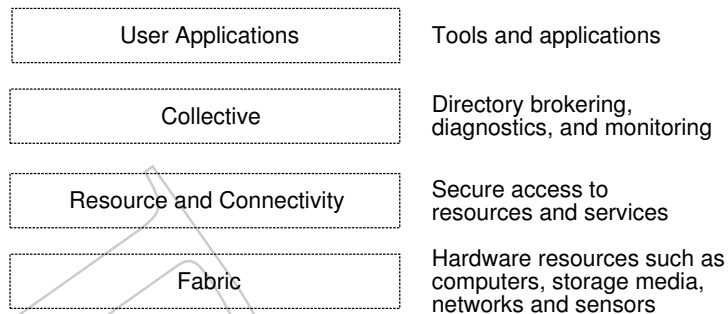 User Applications
Tools and applications
Collective
Directory brokering,
diagnostics, and monitoring
Resource and Connectivity
Secure access to
resources and services
Fabric
Hardware resources such as
computers, storage media,
networks and sensors